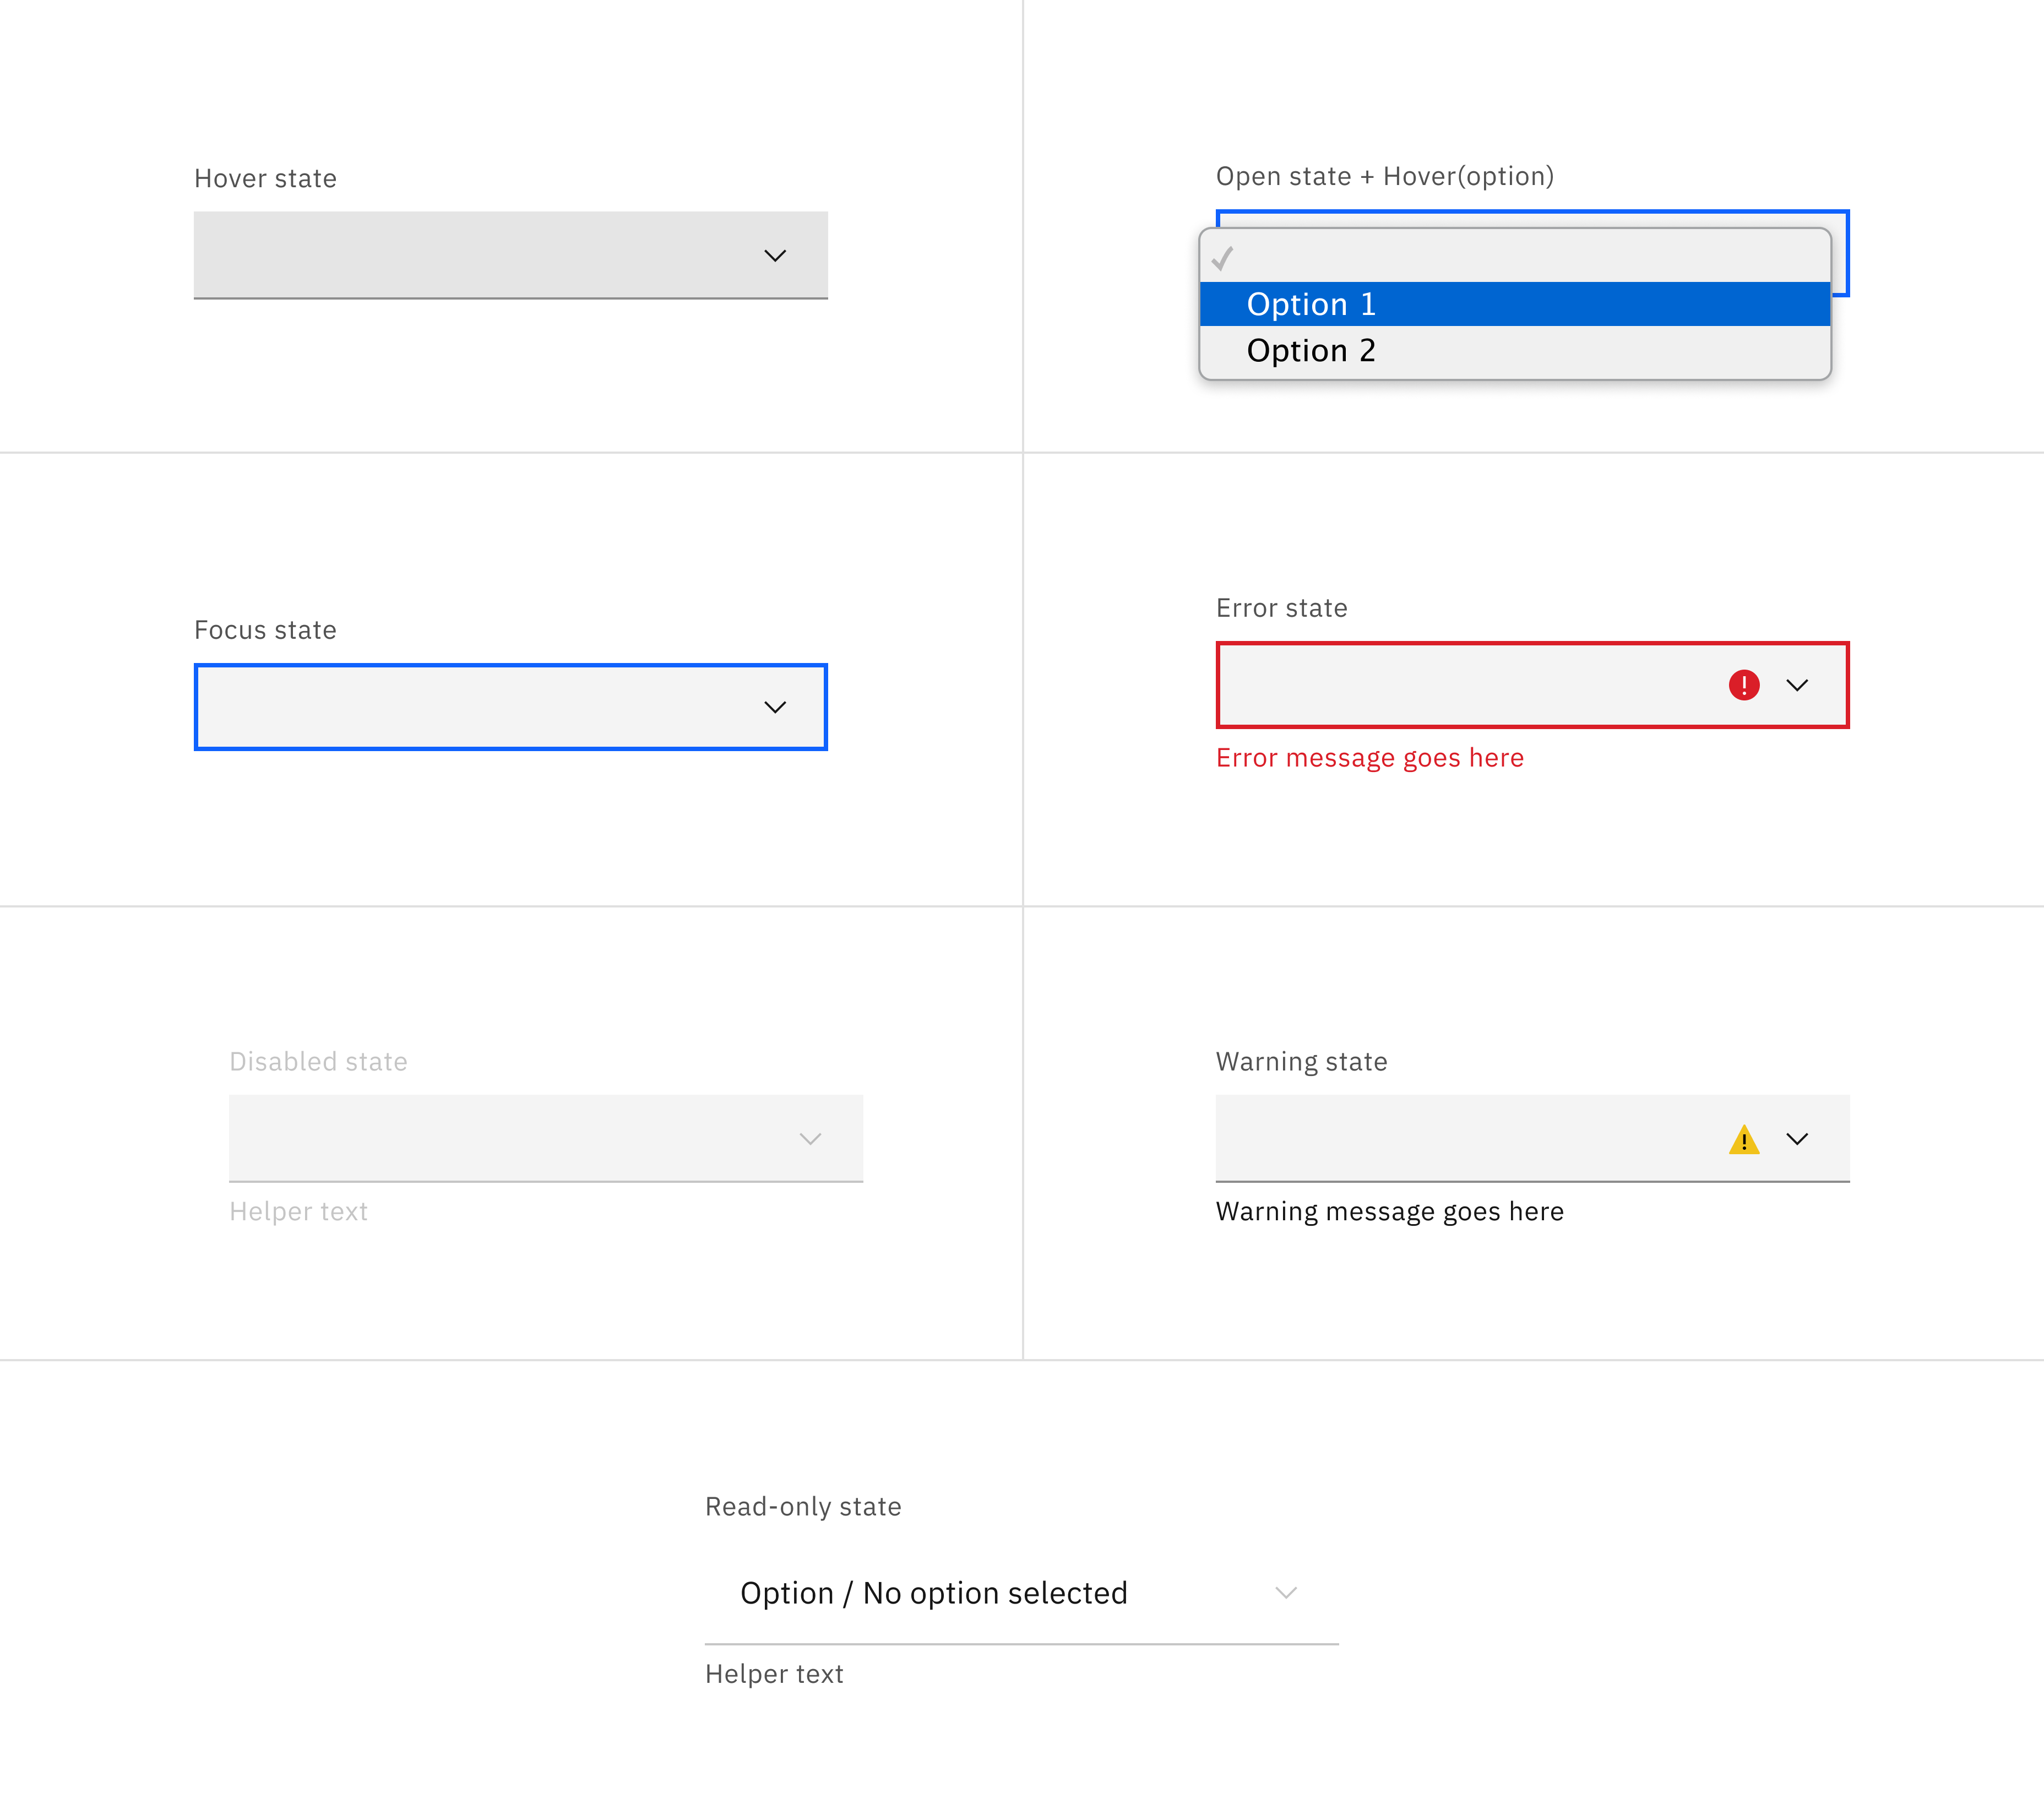 Hover state
Open state + Hover(option)
Option 1
Option 2
Focus state
Error state
Error message goes here
Disabled state
Helper text
Warning state
Warning message goes here
Read-only state
Option / No option selected
Helper text